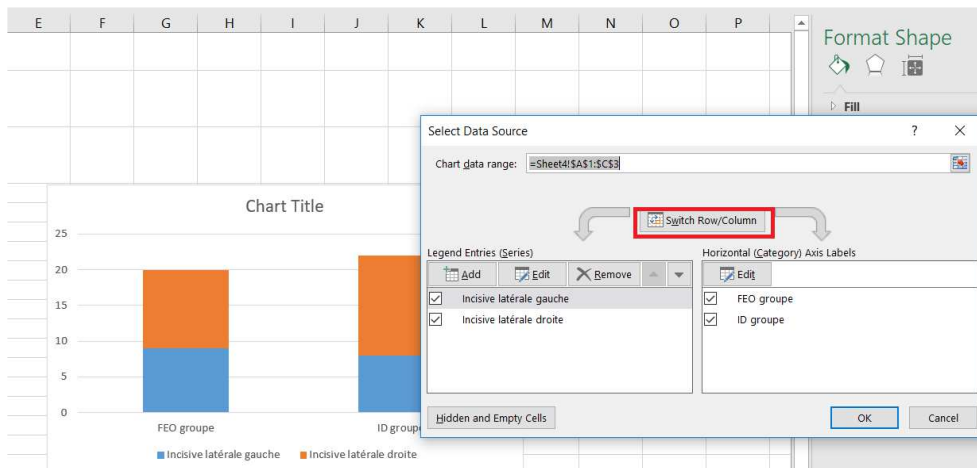 E F G H I J K L M N O P
Format Shape
Fill
Select Data Source ? ×
Chart data range: =Sheet4!$A$1:$C$3
Switch Row/Column
Legend Entries (Series) Horizontal (Category) Axis Labels
Add Edit Remove Edit
Incisive latérale gauche FEO groupe
Incisive latérale droite ID groupe
Hidden and Empty Cells OK Cancel
Chart Title
25
20
15
10
5
0
FEO groupe ID groupe
Incisive latérale gauche Incisive latérale droite